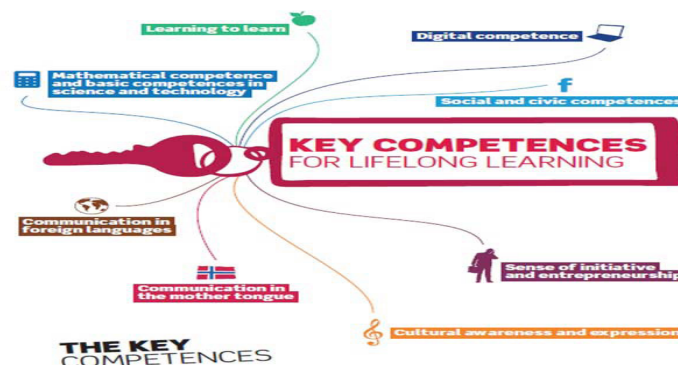 Learning to learn
Digital competence
Mathematical competence
and basic competences in
science and technology
f
Social and civic competences
KEY COMPETENCES
FOR LIFELONG LEARNING
Communication in
foreign languages
Communication in
the mother tongue
Sense of initiative
and entrepreneurship
Cultural awareness and expression
THE KEY
COMPETENCES